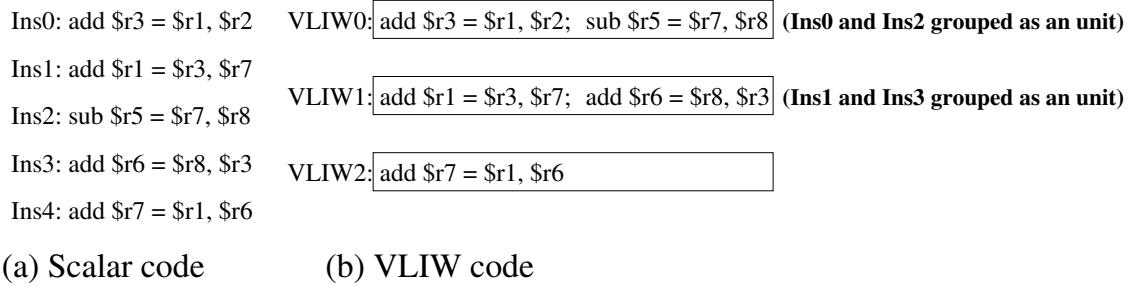 Ins0: add $r3 = $r1, $r2
Ins1: add $r1 = $r3, $r7
Ins2: sub $r5 = $r7, $r8
Ins3: add $r6 = $r8, $r3
Ins4: add $r7 = $r1, $r6
(a) Scalar code
VLIW0: add $r3 = $r1, $r2; sub $r5 = $r7, $r8 (Ins0 and Ins2 grouped as an unit)
VLIW1: add $r1 = $r3, $r7; add $r6 = $r8, $r3 (Ins1 and Ins3 grouped as an unit)
VLIW2: add $r7 = $r1, $r6
(b) VLIW code